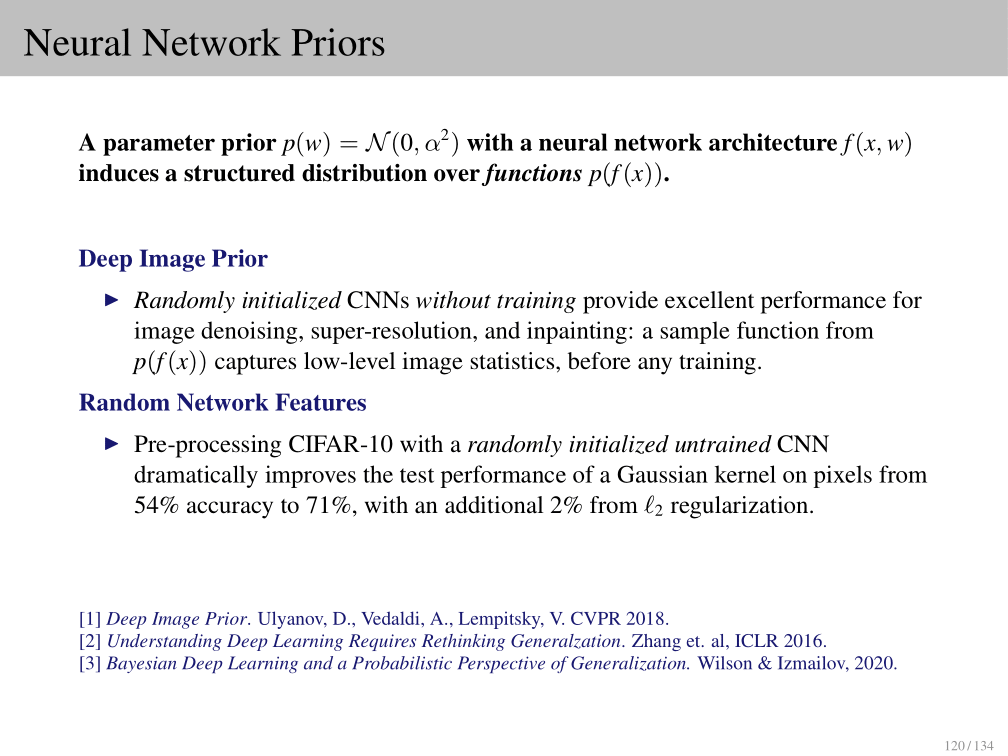 Neural Network Priors
A parameter prior p(w) = 𝒩(0, α²) with a neural network architecture f(x, w)
induces a structured distribution over functions p(f(x)).
Deep Image Prior
▶ Randomly initialized CNNs without training provide excellent performance for
image denoising, super-resolution, and inpainting: a sample function from
p(f(x)) captures low-level image statistics, before any training.
Random Network Features
▶ Pre-processing CIFAR-10 with a randomly initialized untrained CNN
dramatically improves the test performance of a Gaussian kernel on pixels from
54% accuracy to 71%, with an additional 2% from ℓ₂ regularization.
[1] Deep Image Prior. Ulyanov, D., Vedaldi, A., Lempitsky, V. CVPR 2018.
[2] Understanding Deep Learning Requires Rethinking Generalzation. Zhang et. al, ICLR 2016.
[3] Bayesian Deep Learning and a Probabilistic Perspective of Generalization. Wilson & Izmailov, 2020.
120 / 134